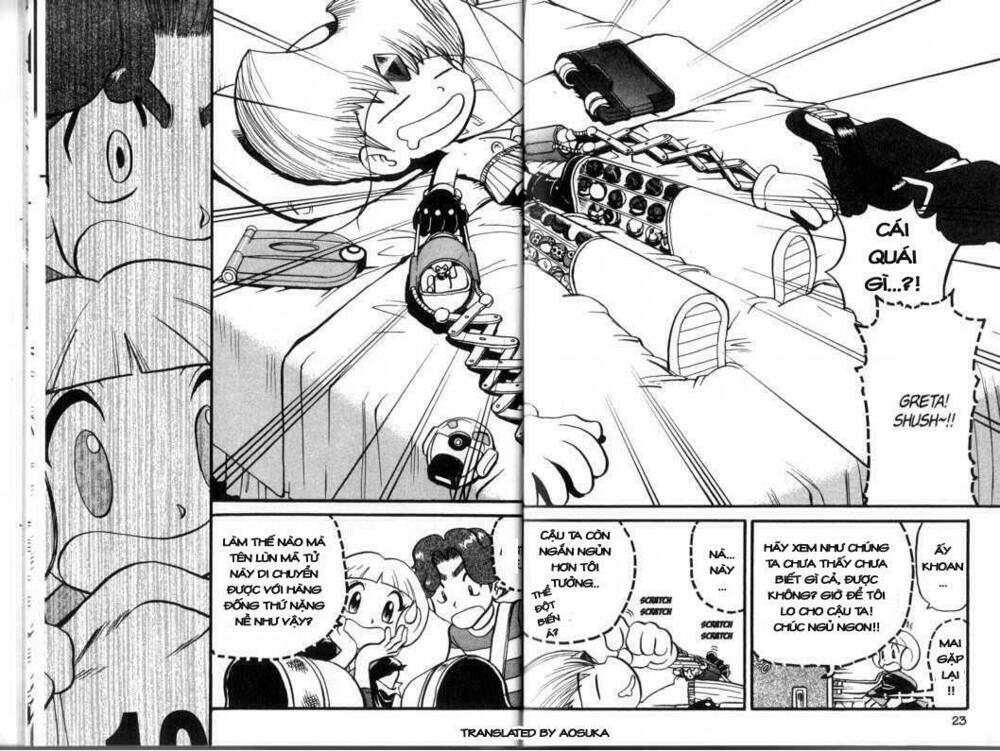 CÁI
QUÁI
GÌ...?!
GRETA!
SHUSH~!!
LÀM THẾ NÀO MÀ
TÊN LÙN MÃ TỬ
NÀY DI CHUYỂN
ĐƯỢC VỚI HÀNG
ĐỐNG THỨ NẶNG
NỀ NHƯ VẬY?
CẬU TA CÒN
NGẮN NGỦN
HƠN TÔI
TƯỞNG..
THẾ
ĐỘT
BIẾN
À?
NÀ...
NÀY
...
SCRATCH
SCRATCH
SCRATCH
SCRATCH
HÃY XEM NHƯ CHÚNG
TA CHƯA THẤY CHƯA
BIẾT GÌ CẢ, ĐƯỢC
KHÔNG? GIỜ ĐỂ TÔI
LO CHO CẬU TA!
CHÚC NGỦ NGON!!
ẤY
KHOAN
...
MAI
GẶP
LẠI
!!
19
23
TRANSLATED BY AOSUKA